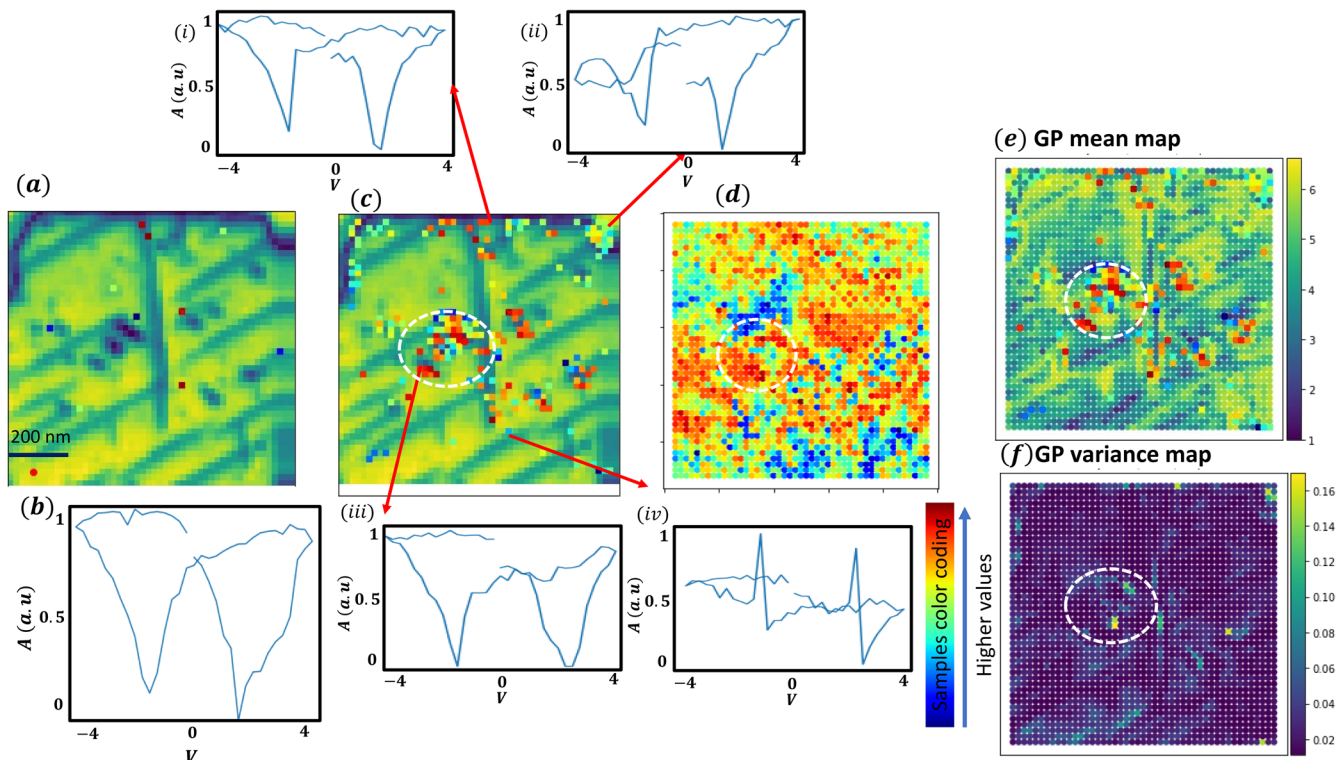 (i)
1
0.5
0
A (a.u)
−4
0
4
V
(ii)
1
0.5
0
A (a.u)
−4
0
4
V
(a)
200 nm
(b)
1
0.5
0
A (a.u)
−4
0
4
V
(c)
(d)
(iii)
1
0.5
0
A (a.u)
−4
0
4
V
(iv)
1
0.5
0
A (a.u)
−4
0
4
V
Samples color coding
Higher values
(e) GP mean map
6
5
4
3
2
1
(f) GP variance map
0.16
0.14
0.12
0.10
0.08
0.06
0.04
0.02